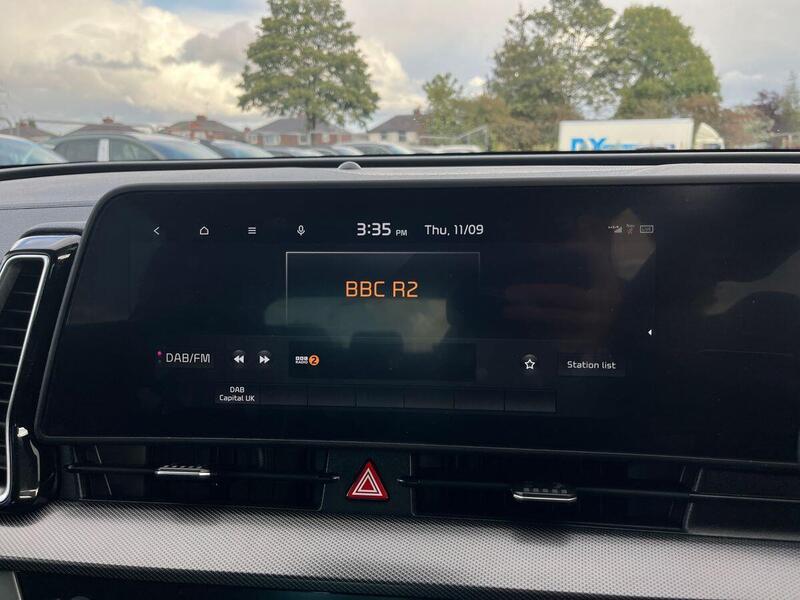 3:35 PM Thu, 11/09
BBC R2
DAB/FM
BBC
RADIO 2
Station list
DAB
Capital UK